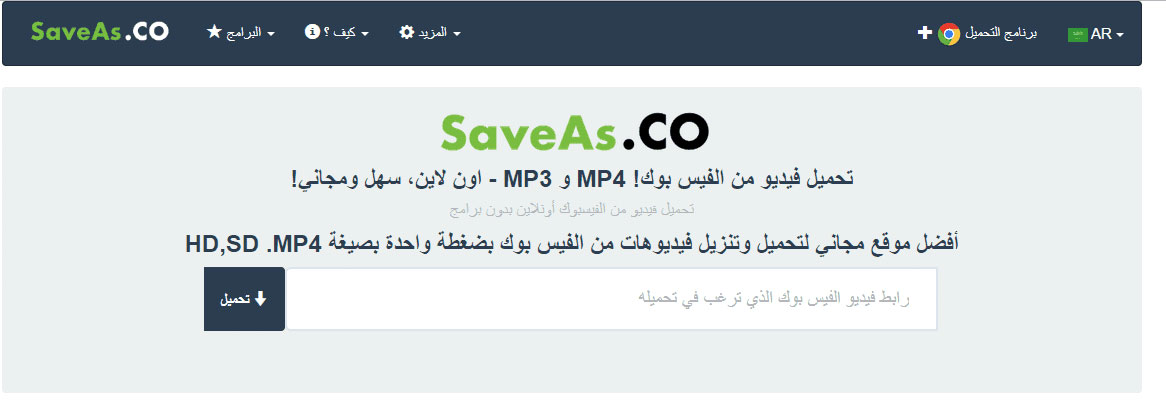 SaveAs.CO
البرامج
كيف ؟
المزيد
برنامج التحميل
AR
SaveAs.CO
تحميل فيديو من الفيس بوك! MP4 و MP3 - اون لاين، سهل ومجاني!
تحميل فيديو من الفيسبوك أونلاين بدون برامج
أفضل موقع مجاني لتحميل وتنزيل فيديوهات من الفيس بوك بضغطة واحدة بصيغة HD,SD .MP4
رابط فيديو الفيس بوك الذي ترغب في تحميله
تحميل